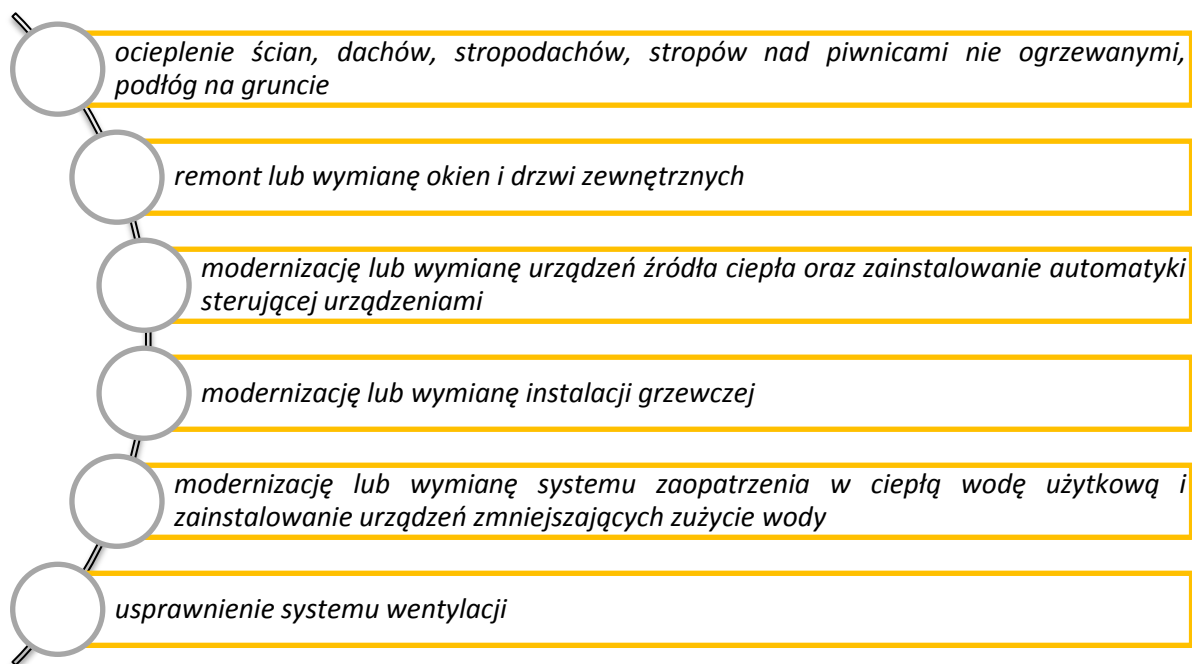 ocieplenie ścian, dachów, stropodachów, stropów nad piwnicami nie ogrzewanymi,
podłóg na gruncie
remont lub wymianę okien i drzwi zewnętrznych
modernizację lub wymianę urządzeń źródła ciepła oraz zainstalowanie automatyki
sterującej urządzeniami
modernizację lub wymianę instalacji grzewczej
modernizację lub wymianę systemu zaopatrzenia w ciepłą wodę użytkową i
zainstalowanie urządzeń zmniejszających zużycie wody
usprawnienie systemu wentylacji